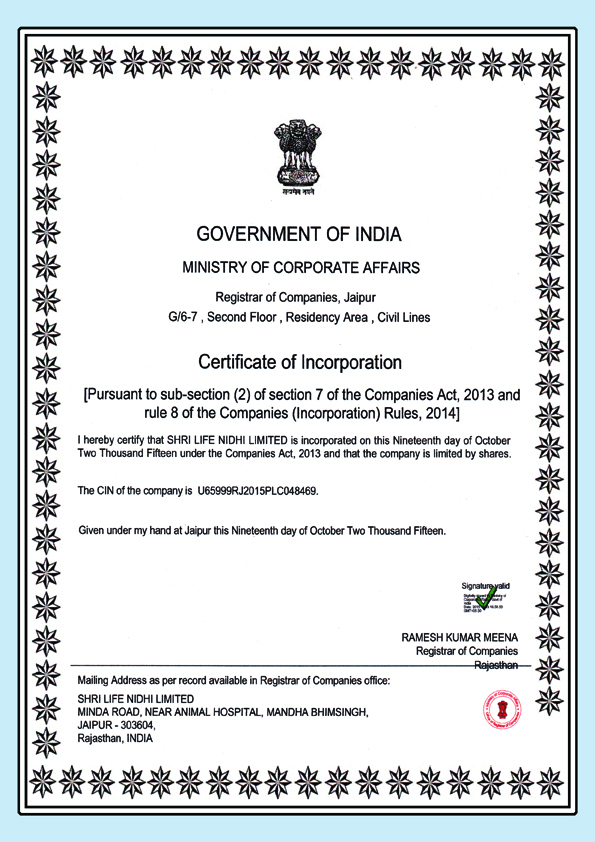 सत्यमेव जयते
GOVERNMENT OF INDIA
MINISTRY OF CORPORATE AFFAIRS
Registrar of Companies, Jaipur
G/6-7 , Second Floor , Residency Area , Civil Lines
Certificate of Incorporation
[Pursuant to sub-section (2) of section 7 of the Companies Act, 2013 and
rule 8 of the Companies (Incorporation) Rules, 2014]
I hereby certify that SHRI LIFE NIDHI LIMITED is incorporated on this Nineteenth day of October
Two Thousand Fifteen under the Companies Act, 2013 and that the company is limited by shares.
The CIN of the company is U65999RJ2015PLC048469.
Given under my hand at Jaipur this Nineteenth day of October Two Thousand Fifteen.
Signature valid
RAMESH KUMAR MEENA
Registrar of Companies
Rajasthan
Mailing Address as per record available in Registrar of Companies office:
SHRI LIFE NIDHI LIMITED
MINDA ROAD, NEAR ANIMAL HOSPITAL, MANDHA BHIMSINGH,
JAIPUR - 303604,
Rajasthan, INDIA